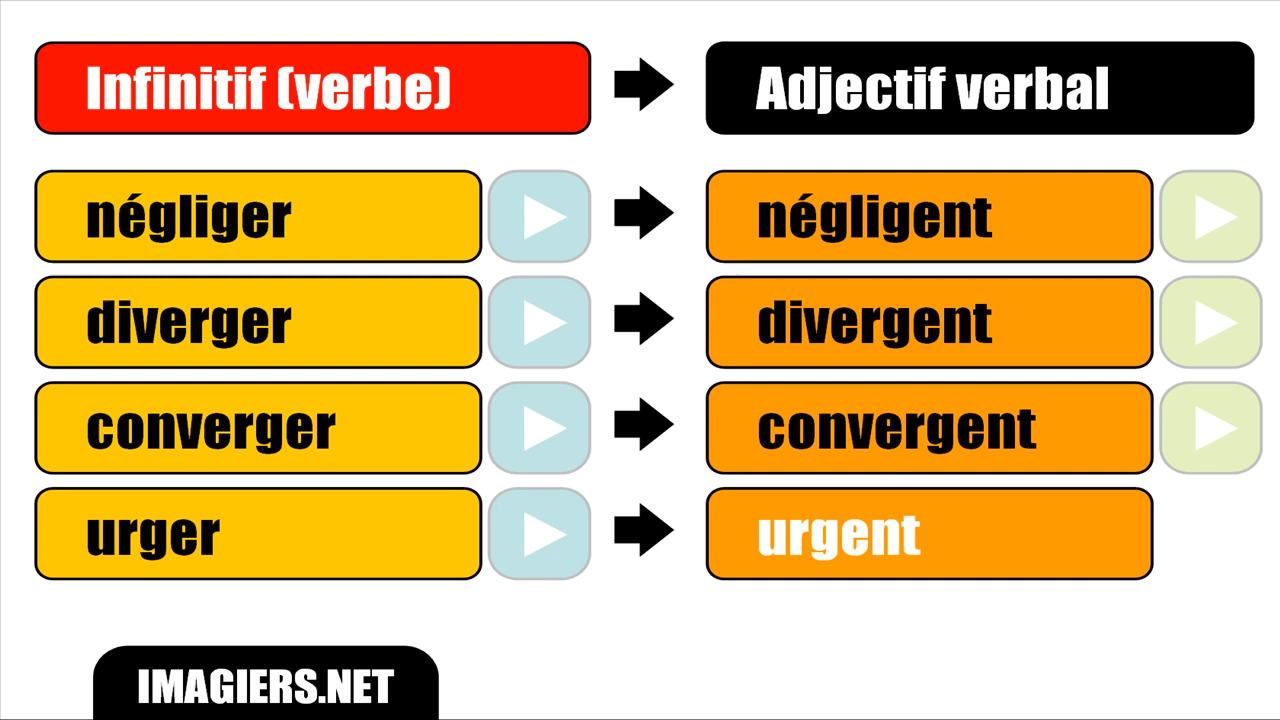 Infinitif (verbe) Adjectif verbal
négliger négligent
diverger divergent
converger convergent
urger urgent
IMAGIERS.NET